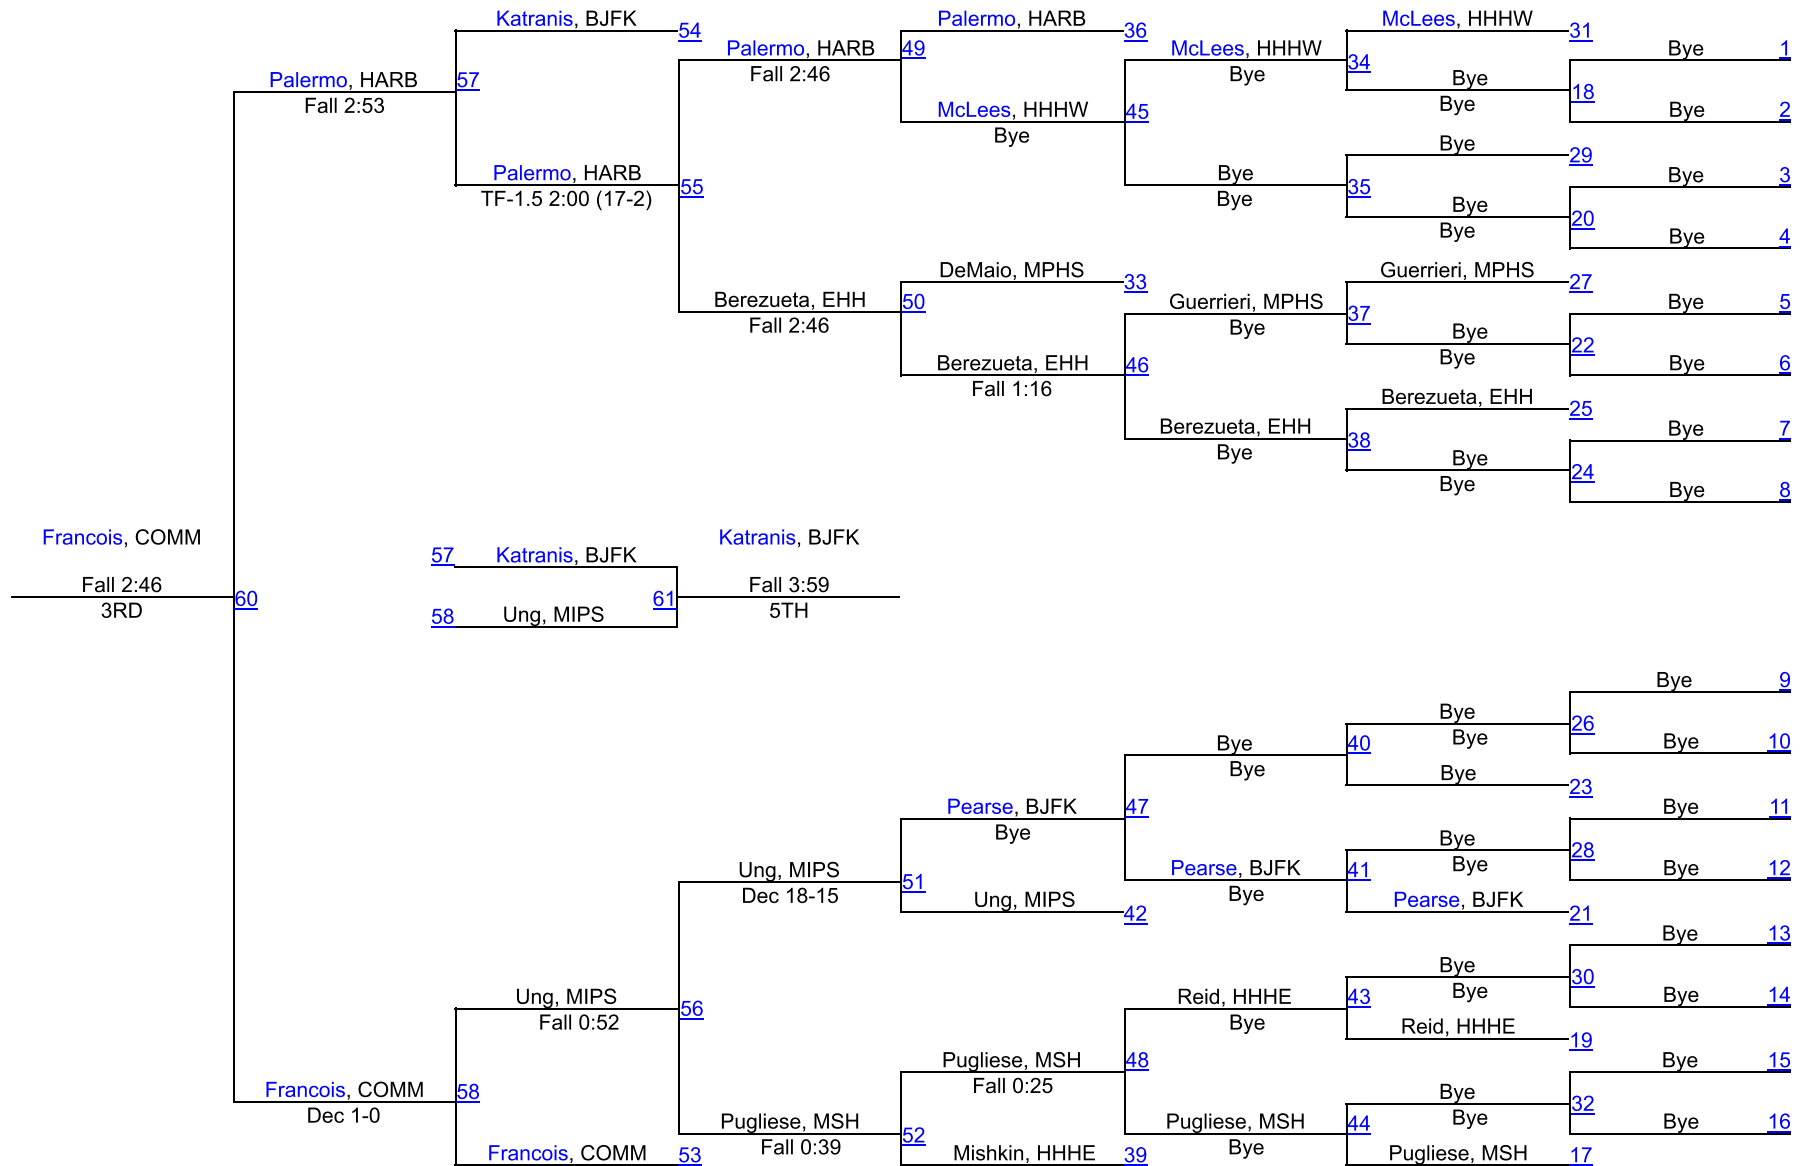 Katranis, BJFK
54
Palermo, HARB
36
McLees, HHHW
31
Palermo, HARB
Fall 2:46
49
McLees, HHHW
Bye
34
Bye
1
Palermo, HARB
Fall 2:53
57
Bye
Bye
18
McLees, HHHW
Bye
45
Bye
2
Bye
29
Palermo, HARB
TF-1.5 2:00 (17-2)
55
Bye
Bye
35
Bye
3
Bye
Bye
20
Bye
4
DeMaio, MPHS
33
Guerrieri, MPHS
27
Berezueta, EHH
Fall 2:46
50
Guerrieri, MPHS
Bye
37
Bye
5
Bye
Bye
22
Berezueta, EHH
Fall 1:16
46
Bye
6
Berezueta, EHH
25
Berezueta, EHH
Bye
38
Bye
7
Bye
Bye
24
Bye
8
Francois, COMM
Fall 2:46
3RD
60
57
Katranis, BJFK
58
Ung, MIPS
61
Katranis, BJFK
Fall 3:59
5TH
Bye
9
Bye
Bye
26
Bye
Bye
40
Bye
10
Bye
23
Pearse, BJFK
Bye
47
Bye
11
Bye
Bye
28
Ung, MIPS
Dec 18-15
51
Pearse, BJFK
Bye
41
Bye
12
Ung, MIPS
42
Pearse, BJFK
21
Bye
13
Bye
Bye
30
Ung, MIPS
Fall 0:52
56
Reid, HHHE
Bye
43
Bye
14
Reid, HHHE
19
Pugliese, MSH
Fall 0:25
48
Bye
15
Francois, COMM
Dec 1-0
58
Bye
Bye
32
Pugliese, MSH
Fall 0:39
52
Pugliese, MSH
Bye
44
Bye
16
Francois, COMM
53
Mishkin, HHHE
39
Pugliese, MSH
17